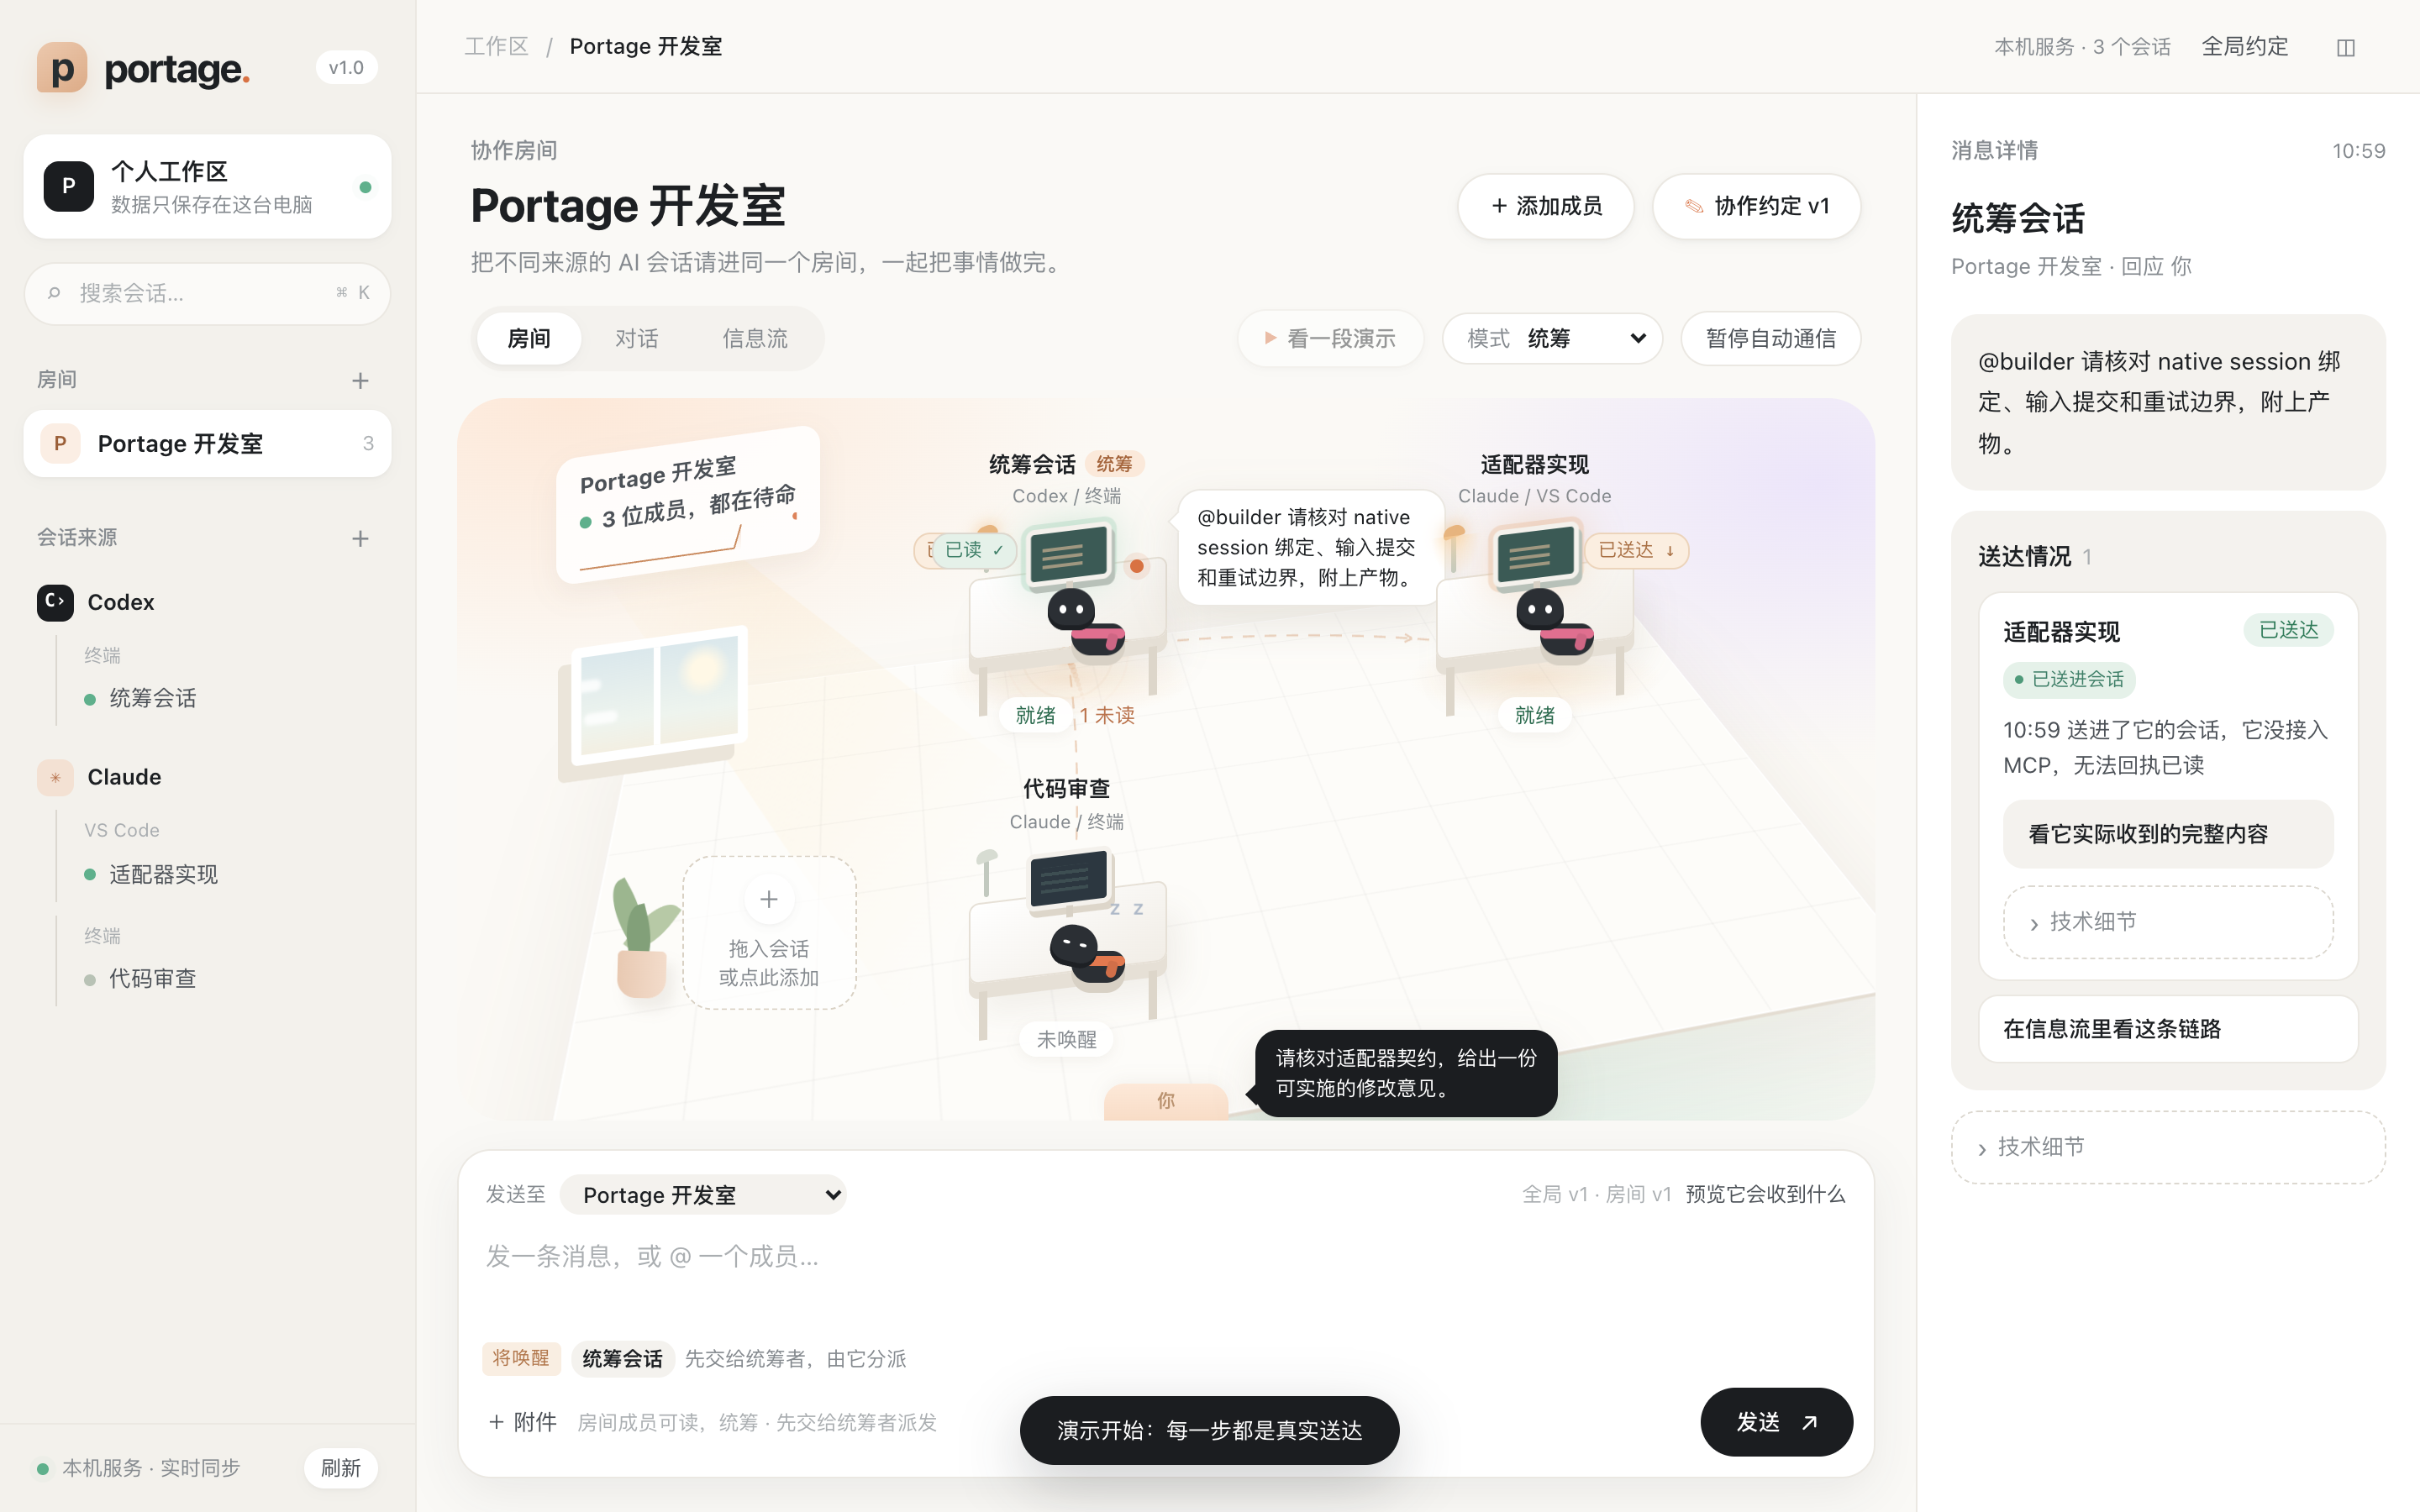 p portage.
v1.0
P
个人工作区
数据只保存在这台电脑
搜索会话...
⌘ K
房间
+
P
Portage 开发室
3
会话来源
+
C›
Codex
终端
统筹会话
Claude
VS Code
适配器实现
终端
代码审查
本机服务 · 实时同步
刷新
工作区 / Portage 开发室
本机服务 · 3 个会话
全局约定
协作房间
Portage 开发室
把不同来源的 AI 会话请进同一个房间，一起把事情做完。
+ 添加成员
✎ 协作约定 v1
房间
对话
信息流
▶ 看一段演示
模式 统筹
暂停自动通信
Portage 开发室
3 位成员，都在待命
统筹会话 统筹
Codex / 终端
已读 ✓
@builder 请核对 native
session 绑定、输入提交
和重试边界，附上产物。
就绪
1 未读
适配器实现
Claude / VS Code
已送达 ↓
就绪
代码审查
Claude / 终端
z z
未唤醒
+
拖入会话
或点此添加
你
请核对适配器契约，给出一份
可实施的修改意见。
发送至
Portage 开发室
全局 v1 · 房间 v1
预览它会收到什么
发一条消息，或 @ 一个成员...
将唤醒
统筹会话
先交给统筹者，由它分派
+ 附件
房间成员可读，统筹 · 先交给统筹者派发
演示开始：每一步都是真实送达
发送 ↗
消息详情
10:59
统筹会话
Portage 开发室 · 回应 你
@builder 请核对 native session 绑
定、输入提交和重试边界，附上产
物。
送达情况 1
适配器实现
已送达
已送进会话
10:59 送进了它的会话，它没接入
MCP，无法回执已读
看它实际收到的完整内容
› 技术细节
在信息流里看这条链路
› 技术细节